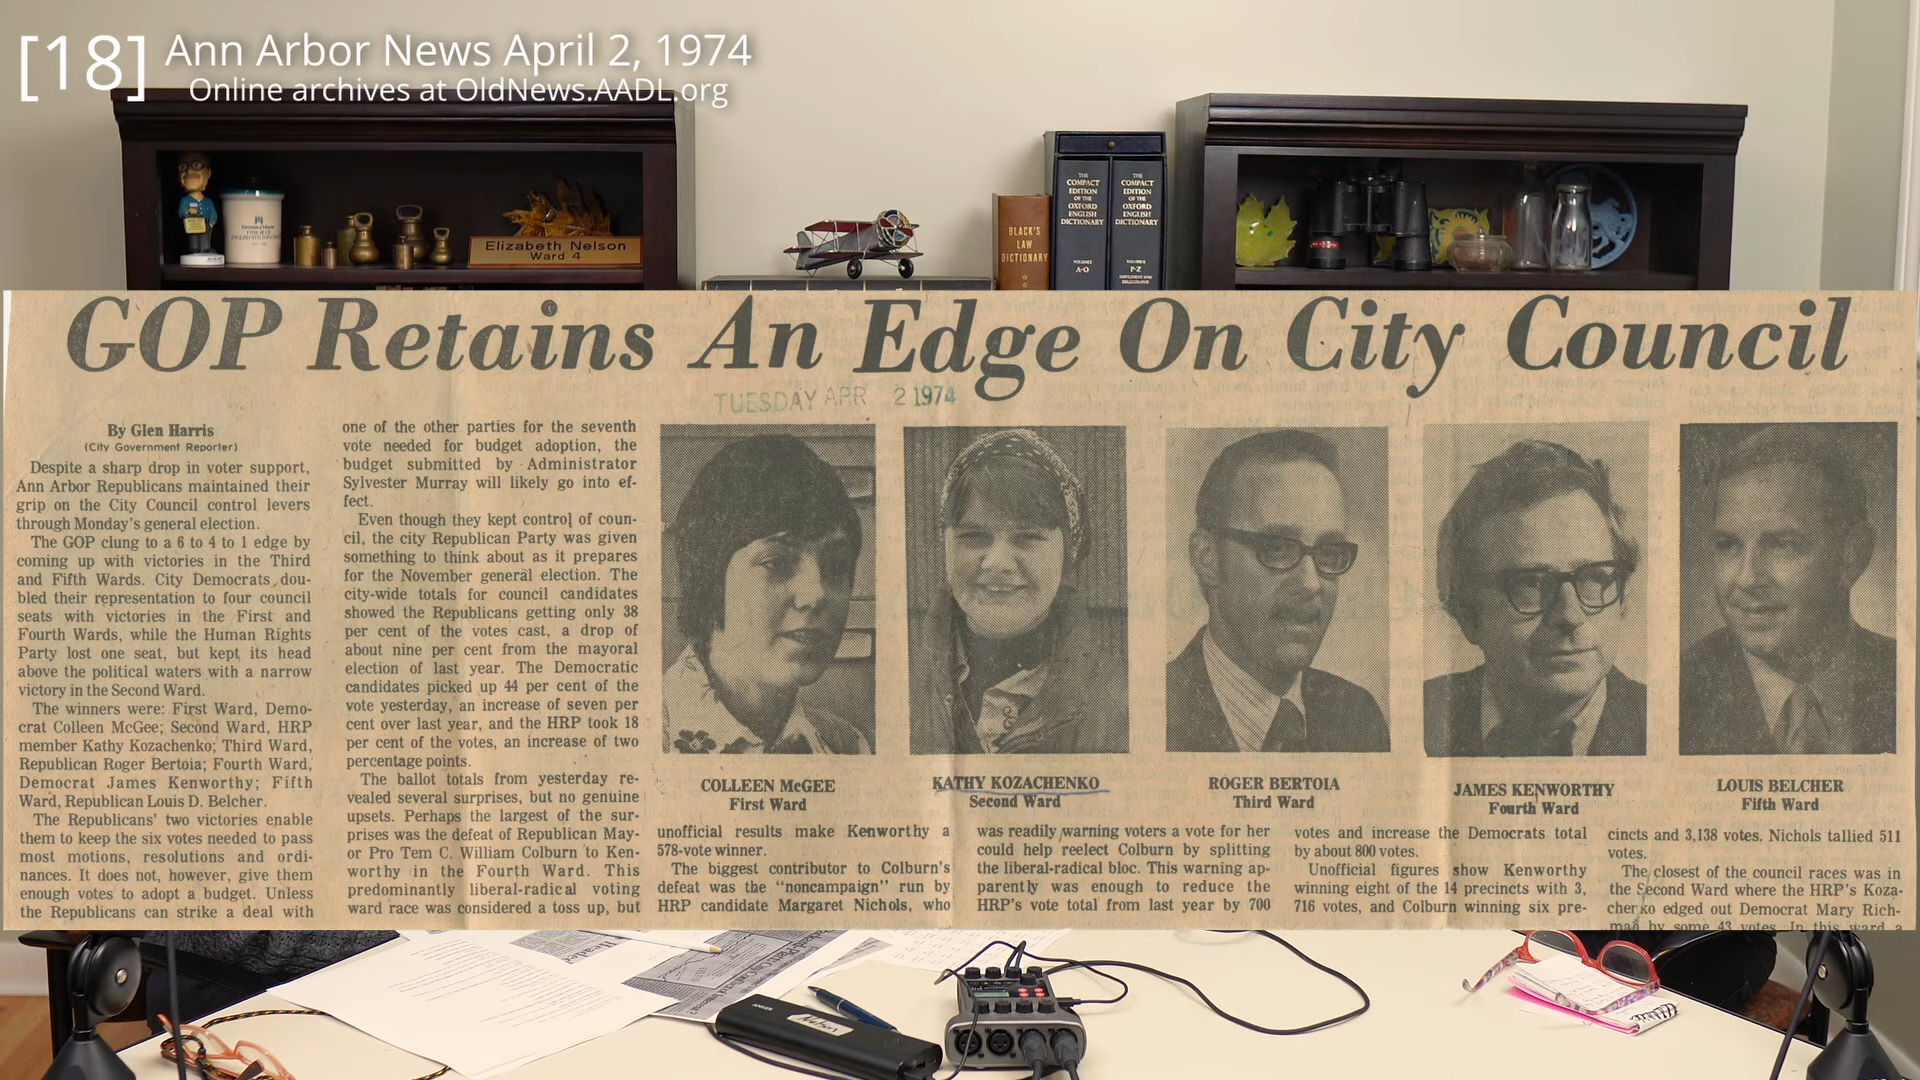 [18] Ann Arbor News April 2, 1974
Online archives at OldNews.AADL.org
Elizabeth Nelson
Ward 4
BLACK'S
LAW
DICTIONARY
THE
COMPACT
EDITION
OF THE
OXFORD
ENGLISH
DICTIONARY
A-O
THE
COMPACT
EDITION
OF THE
OXFORD
ENGLISH
DICTIONARY
P-Z
GOP Retains An Edge On City Council
TUESDAY APR 2 1974
By Glen Harris
(City Government Reporter)
Despite a sharp drop in voter support,
Ann Arbor Republicans maintained their
grip on the City Council control levers
through Monday's general election.
The GOP clung to a 6 to 4 to 1 edge by
coming up with victories in the Third
and Fifth Wards. City Democrats dou-
bled their representation to four council
seats with victories in the First and
Fourth Wards, while the Human Rights
Party lost one seat, but kept its head
above the political waters with a narrow
victory in the Second Ward.
The winners were: First Ward, Demo-
crat Colleen McGee; Second Ward, HRP
member Kathy Kozachenko; Third Ward,
Republican Roger Bertoia; Fourth Ward,
Democrat James Kenworthy; Fifth
Ward, Republican Louis D. Belcher.
The Republicans' two victories enable
them to keep the six votes needed to pass
most motions, resolutions and ordi-
nances. It does not, however, give them
enough votes to adopt a budget. Unless
the Republicans can strike a deal with
one of the other parties for the seventh
vote needed for budget adoption, the
budget submitted by Administrator
Sylvester Murray will likely go into ef-
fect.
Even though they kept control of coun-
cil, the city Republican Party was given
something to think about as it prepares
for the November general election. The
city-wide totals for council candidates
showed the Republicans getting only 38
per cent of the votes cast, a drop of
about nine per cent from the mayoral
election of last year. The Democratic
candidates picked up 44 per cent of the
vote yesterday, an increase of seven per
cent over last year, and the HRP took 18
per cent of the votes, an increase of two
percentage points.
The ballot totals from yesterday re-
vealed several surprises, but no genuine
upsets. Perhaps the largest of the sur-
prises was the defeat of Republican May-
or Pro Tem C. William Colburn to Ken-
worthy in the Fourth Ward. This
predominantly liberal-radical voting
ward race was considered a toss up, but
COLLEEN McGEE
First Ward
KATHY KOZACHENKO
Second Ward
ROGER BERTOIA
Third Ward
JAMES KENWORTHY
Fourth Ward
LOUIS BELCHER
Fifth Ward
unofficial results make Kenworthy a
578-vote winner.
The biggest contributor to Colburn's
defeat was the "noncampaign" run by
HRP candidate Margaret Nichols, who
was readily warning voters a vote for her
could help reelect Colburn by splitting
the liberal-radical bloc. This warning ap-
parently was enough to reduce the
HRP's vote total from last year by 700
votes and increase the Democrats total
by about 800 votes.
Unofficial figures show Kenworthy
winning eight of the 14 precincts with 3,
716 votes, and Colburn winning six pre-
cincts and 3,138 votes. Nichols tallied 511
votes.
The closest of the council races was in
the Second Ward where the HRP's Koza-
chenko edged out Democrat Mary Rich-
man by some 43 votes. In this ward a
Nelson